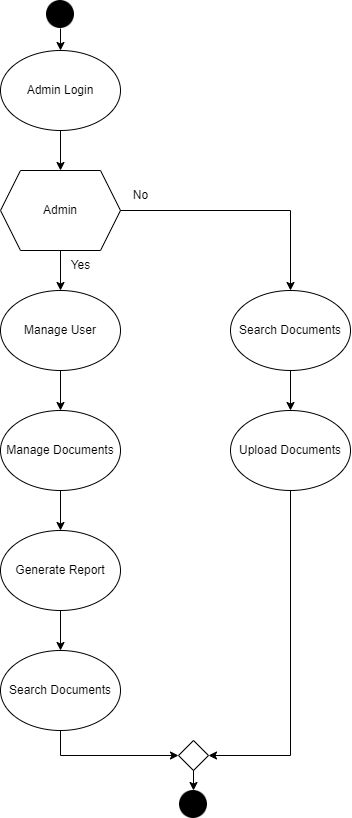 Admin Login
Admin
No
Yes
Manage User
Search Documents
Manage Documents
Upload Documents
Generate Report
Search Documents